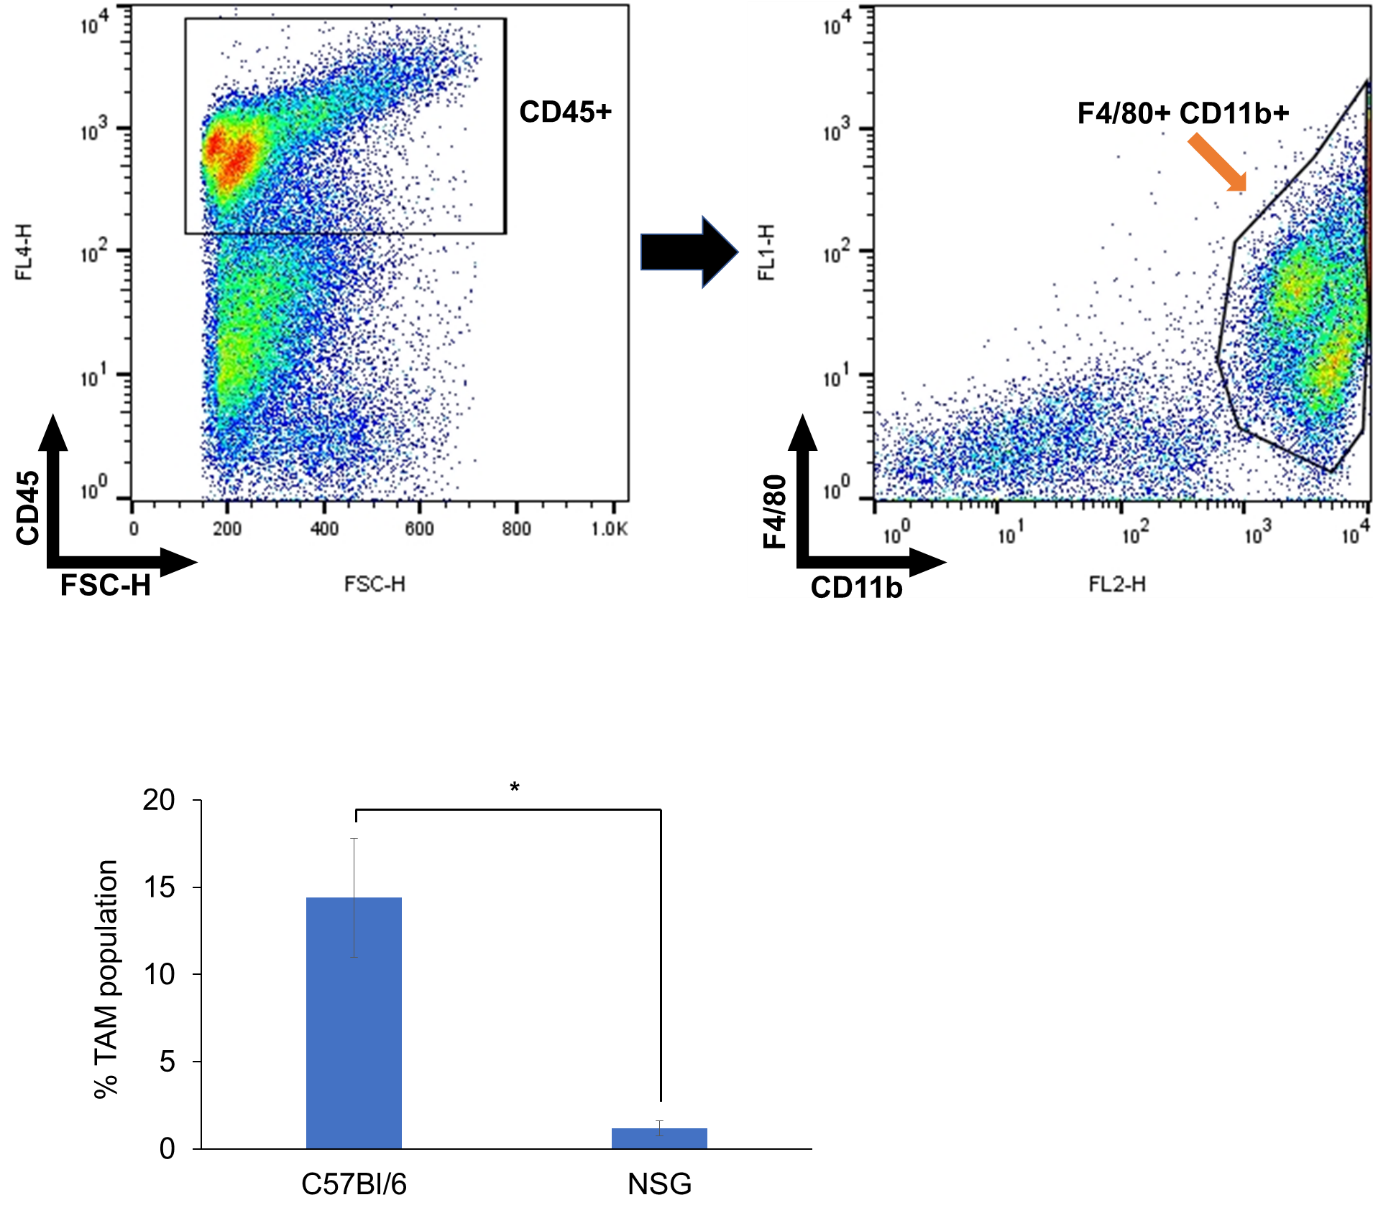 10^4
10^3
10^2
10^1
10^0
FL4-H
CD45+
0 200 400 600 800 1.0K
FSC-H
CD45
FSC-H
F4/80+ CD11b+
10^4
10^3
10^2
10^1
10^0
FL1-H
10^0 10^1 10^2 10^3 10^4
FL2-H
F4/80
CD11b
*
20
15
10
5
0
% TAM population
C57Bl/6 NSG